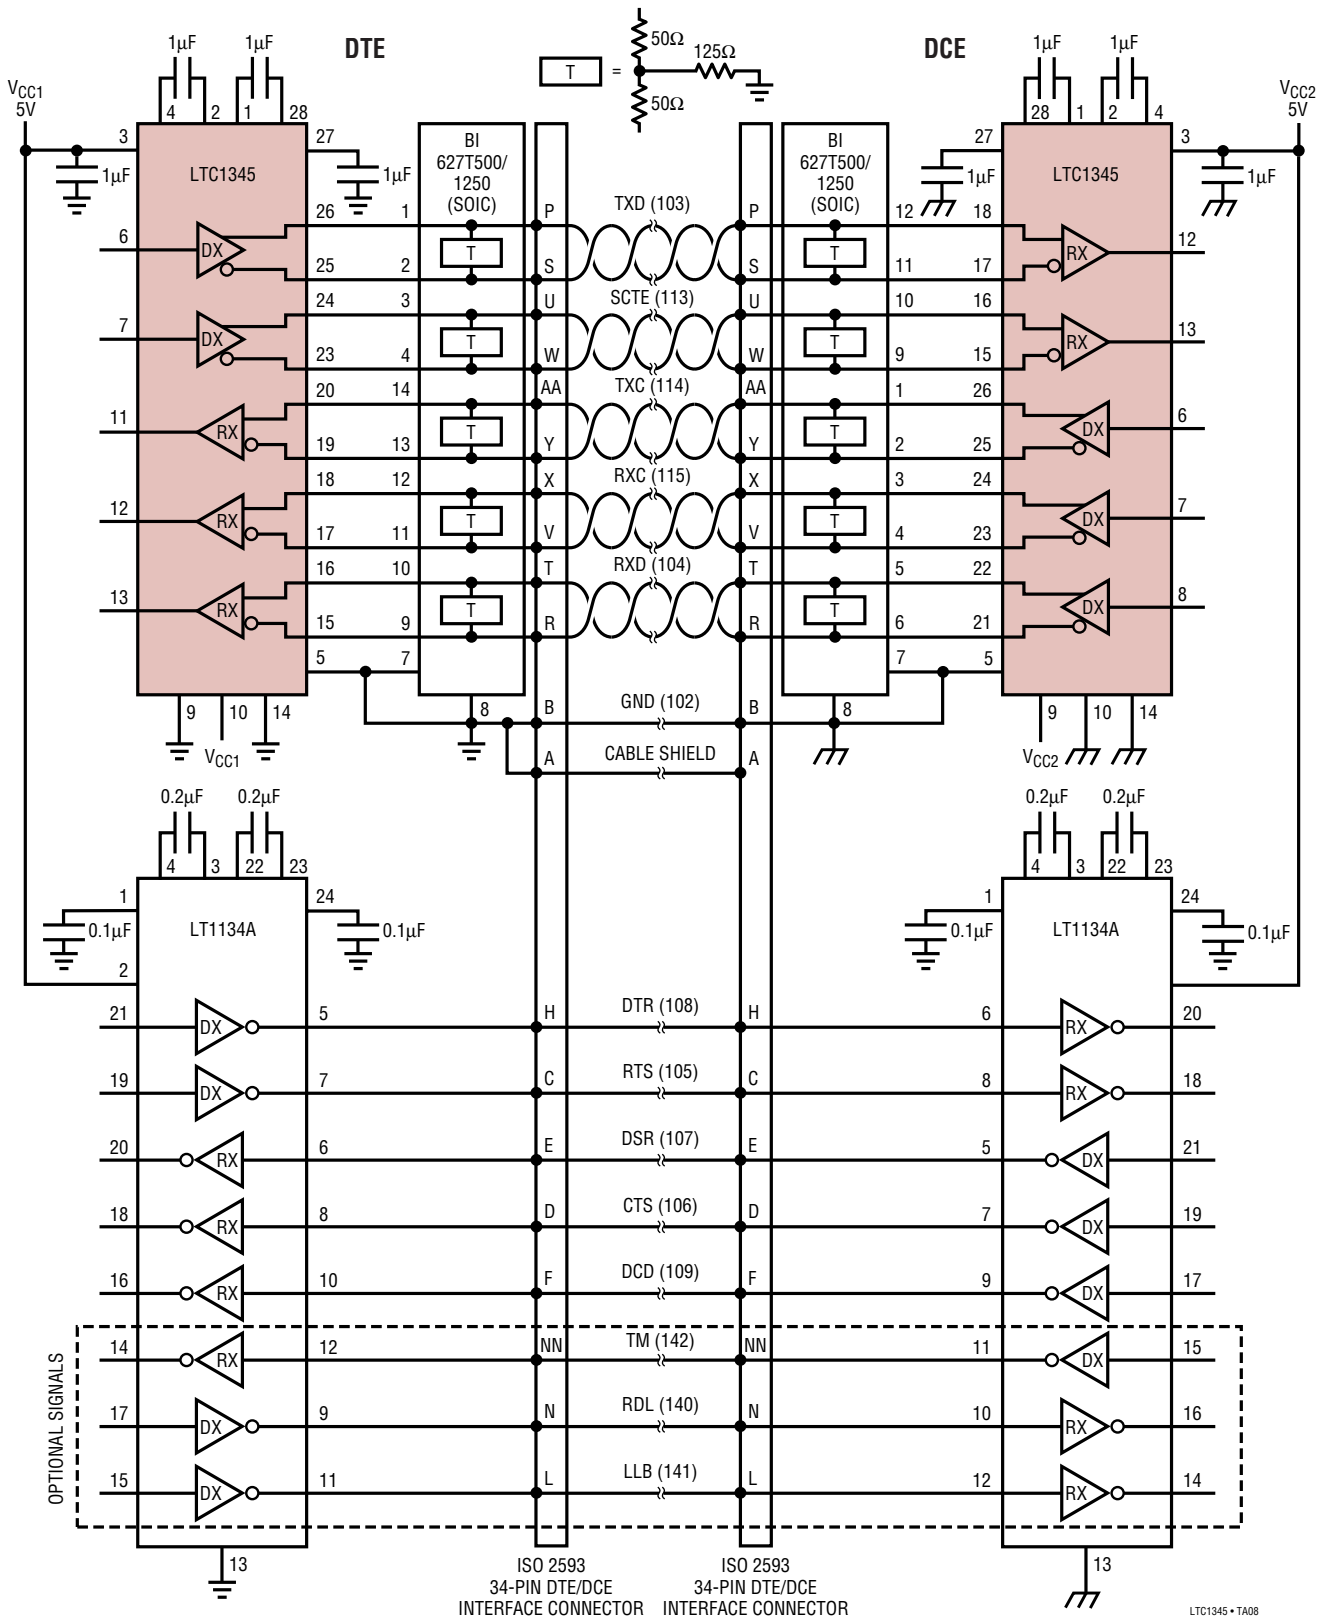 DTE
DCE
T
=
50Ω
125Ω
50Ω
1µF 1µF
1µF 1µF
VCC1
5V
VCC2
5V
4 2 1 28
28 1 2 4
3 27
27 3
1µF 1µF
1µF 1µF
LTC1345
BI
627T500/
1250
(SOIC)
BI
627T500/
1250
(SOIC)
LTC1345
26 1 P TXD (103) P 12 18
6 DX T T RX 12
25 2 S S 11 17
24 3 U SCTE (113) U 10 16
7 DX T T RX 13
23 4 W W 9 15
20 14 AA TXC (114) AA 1 26
11 RX T T DX 6
19 13 Y Y 2 25
18 12 X RXC (115) X 3 24
12 RX T T DX 7
17 11 V V 4 23
16 10 T RXD (104) T 5 22
13 RX T T DX 8
15 9 R R 6 21
5 7 7 5
9 10 14 8 B GND (102) B 8 9 10 14
VCC1 A CABLE SHIELD A VCC2
0.2µF 0.2µF
0.2µF 0.2µF
4 3 22 23
4 3 22 23
1 24
1 24
0.1µF LT1134A 0.1µF
0.1µF LT1134A 0.1µF
2
21 DX 5 H DTR (108) H 6 RX 20
19 DX 7 C RTS (105) C 8 RX 18
20 RX 6 E DSR (107) E 5 DX 21
18 RX 8 D CTS (106) D 7 DX 19
16 RX 10 F DCD (109) F 9 DX 17
OPTIONAL SIGNALS
14 RX 12 NN TM (142) NN 11 DX 15
17 DX 9 N RDL (140) N 10 RX 16
15 DX 11 L LLB (141) L 12 RX 14
13
13
ISO 2593
34-PIN DTE/DCE
INTERFACE CONNECTOR
ISO 2593
34-PIN DTE/DCE
INTERFACE CONNECTOR
LTC1345 • TA08